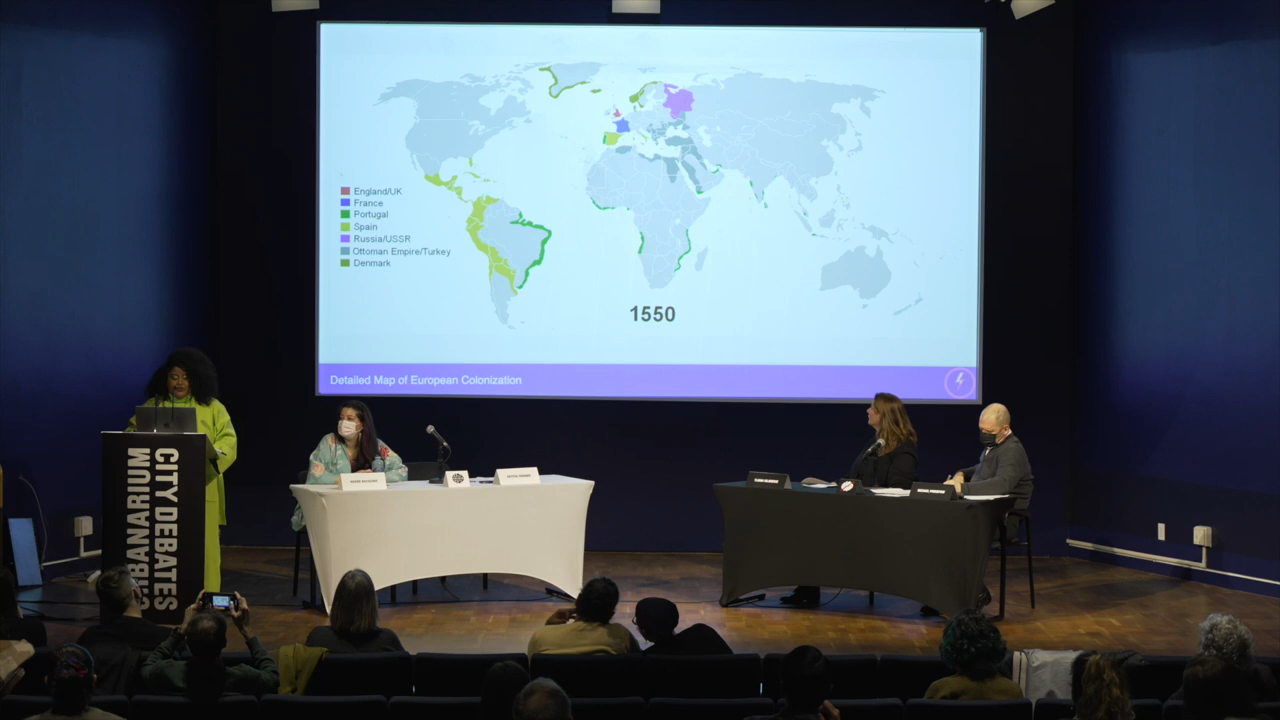 England/UK
France
Portugal
Spain
Russia/USSR
Ottoman Empire/Turkey
Denmark
1550
Detailed Map of European Colonization
CITY DEBATES
URBANARIUM